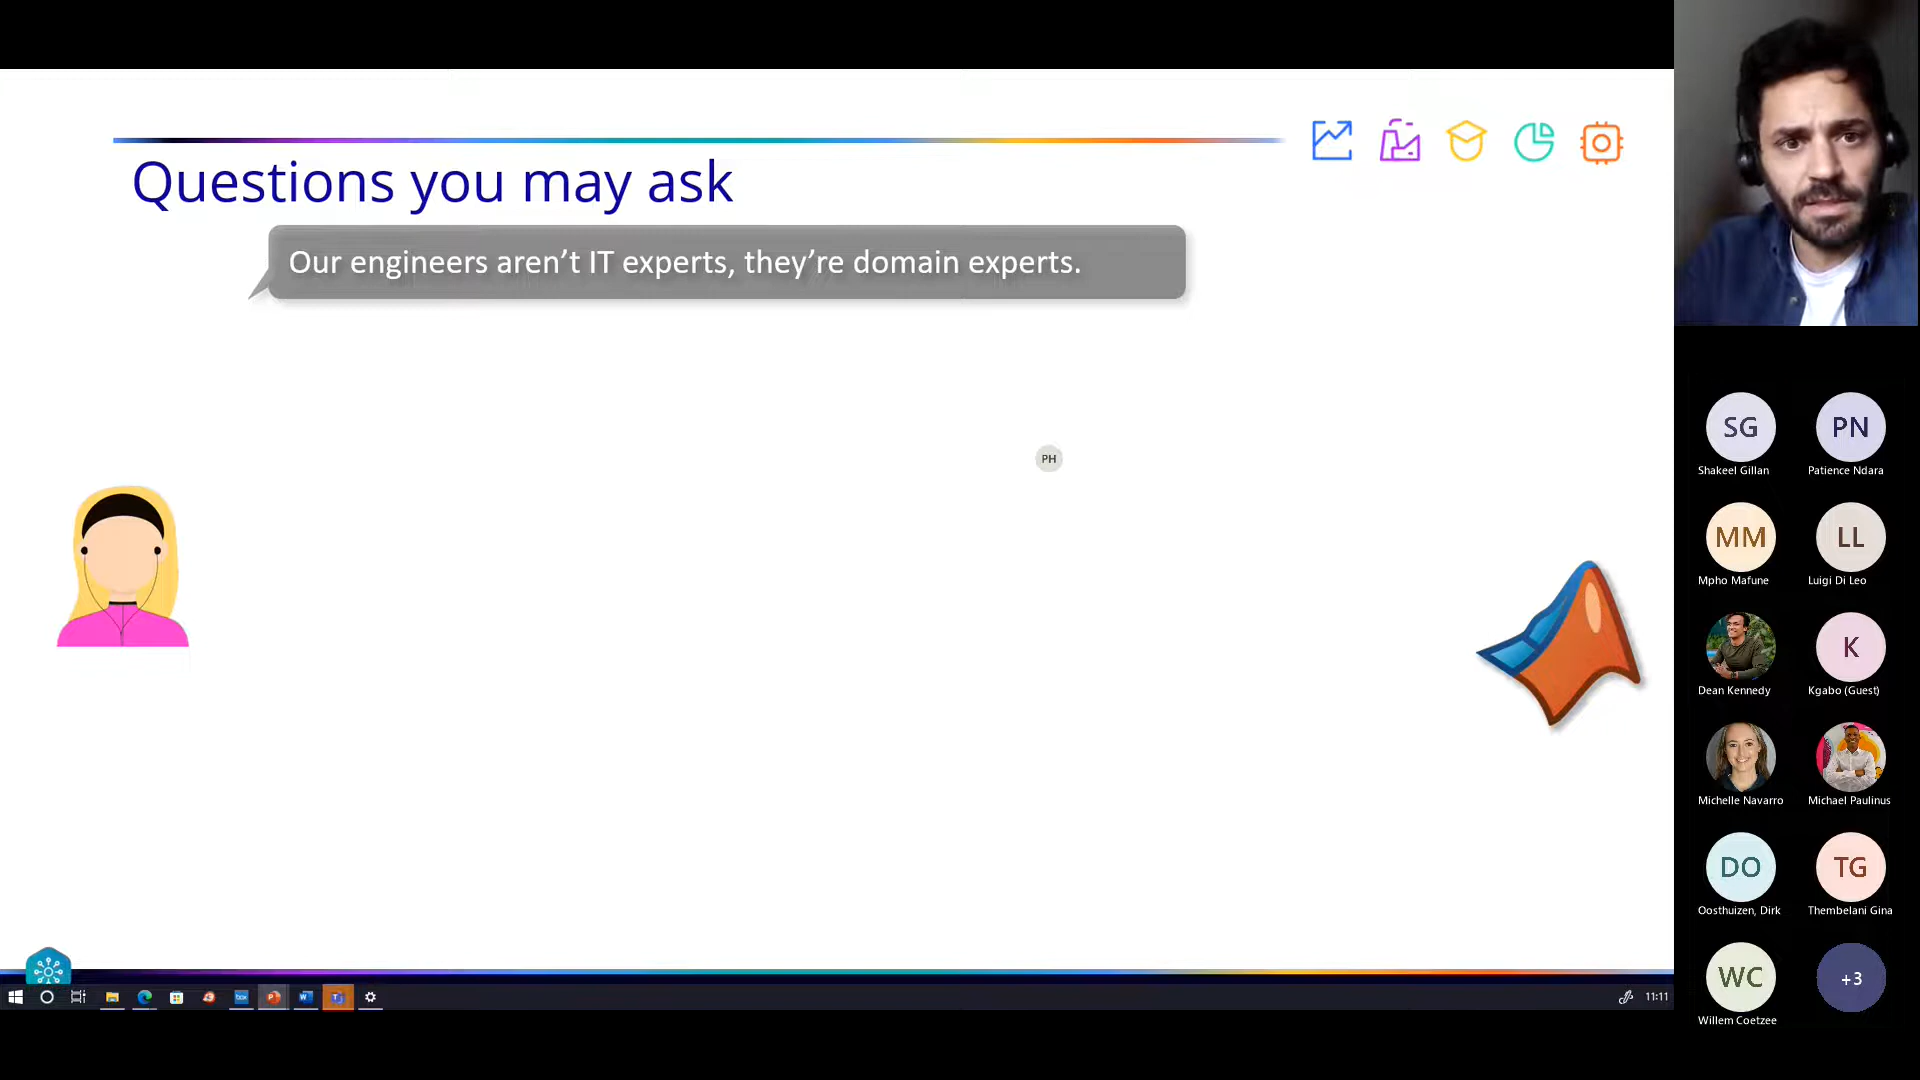 Questions you may ask
Our engineers aren’t IT experts, they’re domain experts.
PH
SG
Shakeel Gillan
PN
Patience Ndara
MM
Mpho Mafune
LL
Luigi Di Leo
Dean Kennedy
K
Kgabo (Guest)
Michelle Navarro
Michael Paulinus
DO
Oosthuizen, Dirk
TG
Thembelani Gina
WC
Willem Coetzee
+3
11:11